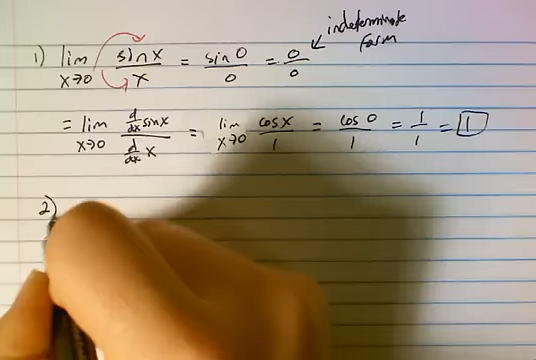 indeterminate
form
1) lim x→0 sin x / x = sin 0 / 0 = 0/0
= lim x→0 d/dx sin x / d/dx x = lim x→0 cos x / 1 = cos 0 / 1 = 1/1 = 1
2)